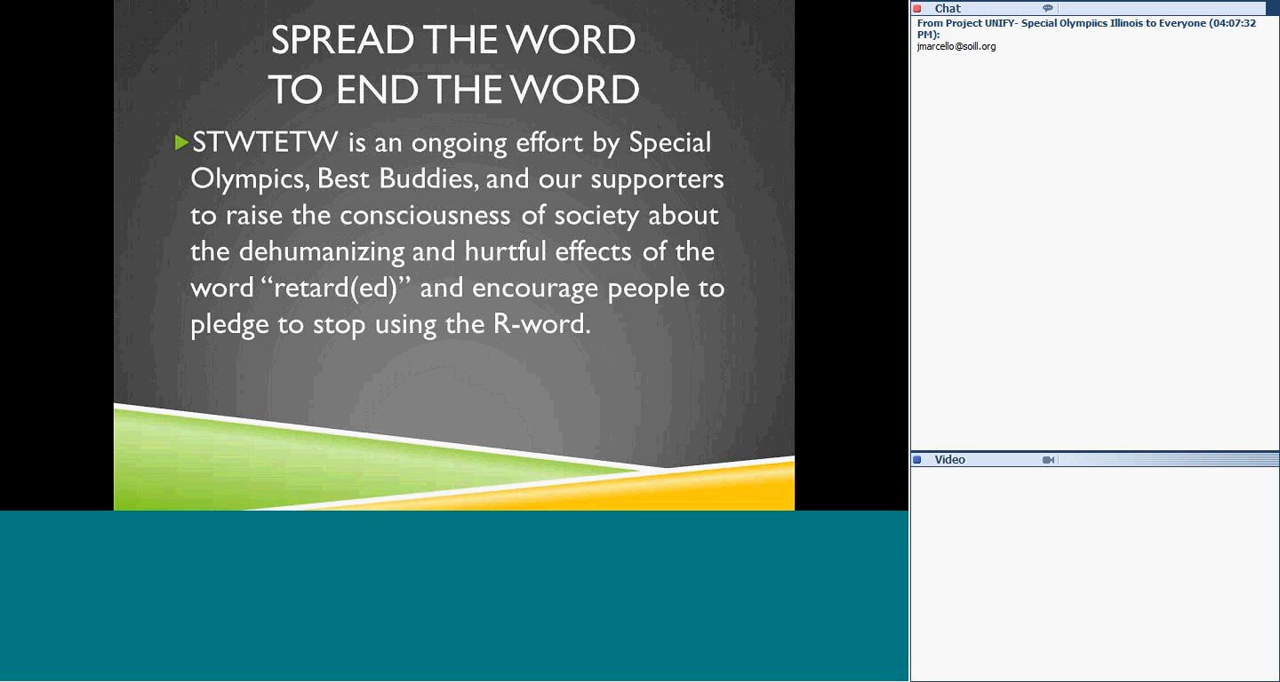 SPREAD THE WORD
TO END THE WORD
STWTETW is an ongoing effort by Special
Olympics, Best Buddies, and our supporters
to raise the consciousness of society about
the dehumanizing and hurtful effects of the
word “retard(ed)” and encourage people to
pledge to stop using the R-word.
Chat
From Project UNIFY- Special Olympiics Illinois to Everyone (04:07:32
PM):
jmarcello@soill.org
Video